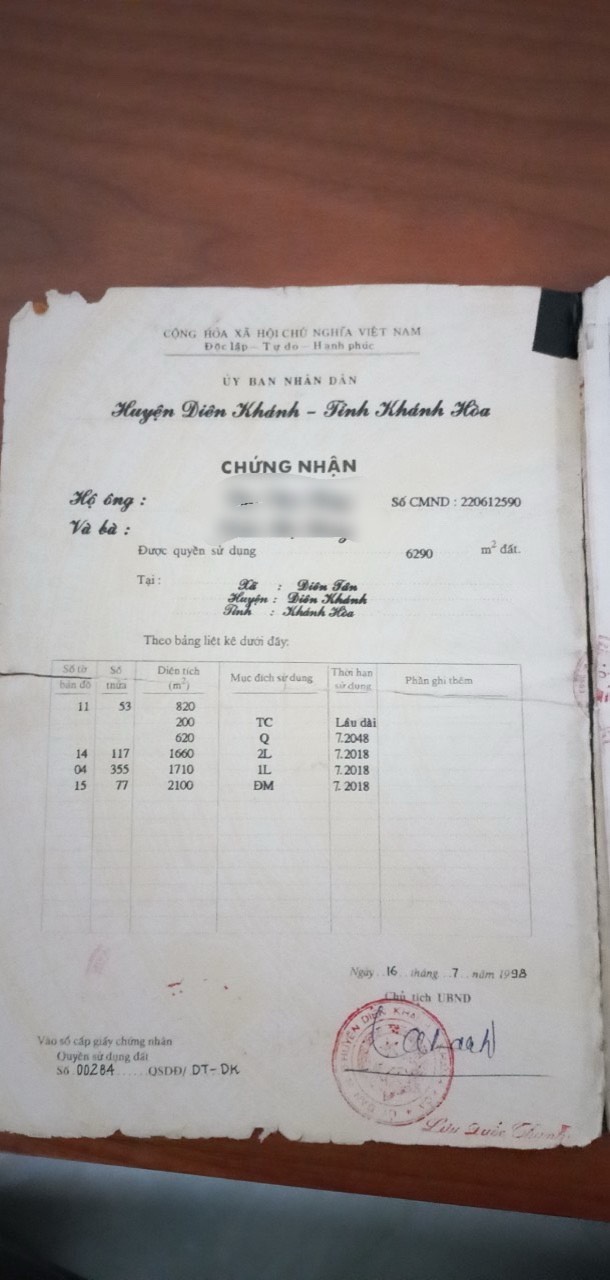 CỘNG HÒA XÃ HỘI CHỦ NGHĨA VIỆT NAM
Độc lập - Tự do - Hạnh phúc
ỦY BAN NHÂN DÂN
Huyện Diên Khánh - Tỉnh Khánh Hòa
CHỨNG NHẬN
Hộ ông : Số CMND : 220612590
Và bà :
Được quyền sử dụng 6290 m² đất.
Tại : Xã : Diên Tân
Huyện : Diên Khánh
Tỉnh : Khánh Hòa
Theo bảng liệt kê dưới đây:
Số tờ bản đồ Số thửa Diện tích (m²) Mục đích sử dụng Thời hạn sử dụng Phần ghi thêm
11 53 820
200 TC Lâu dài
620 Q 7.2048
14 117 1660 2L 7.2018
04 355 1710 1L 7.2018
15 77 2100 ĐM 7.2018
Ngày 16 tháng 7 năm 1998
Chủ tịch UBND
Vào sổ cấp giấy chứng nhận
Quyền sử dụng đất
Số 00284 QSDĐ/ DT-DK
Lưu Quốc